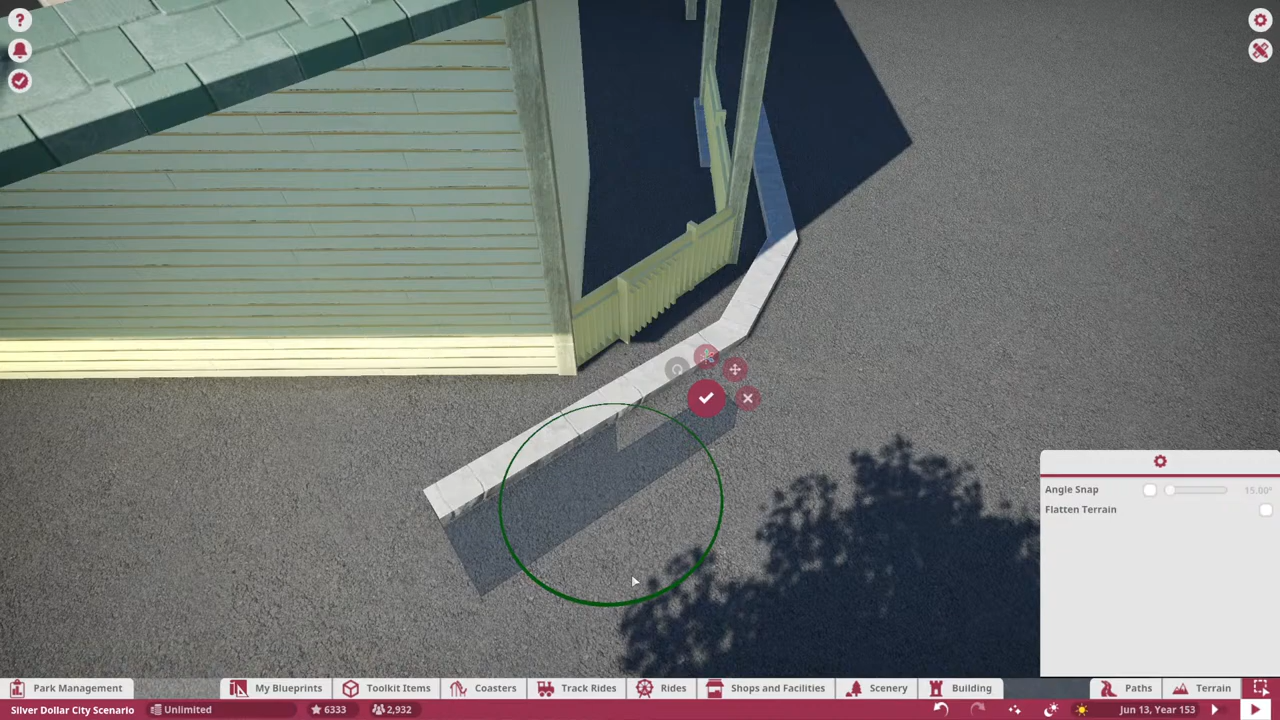 ?
Angle Snap 15.00°
Flatten Terrain
Park Management My Blueprints Toolkit Items Coasters Track Rides Rides Shops and Facilities Scenery Building Paths Terrain
Silver Dollar City Scenario Unlimited 6333 2,932 Jun 13, Year 153